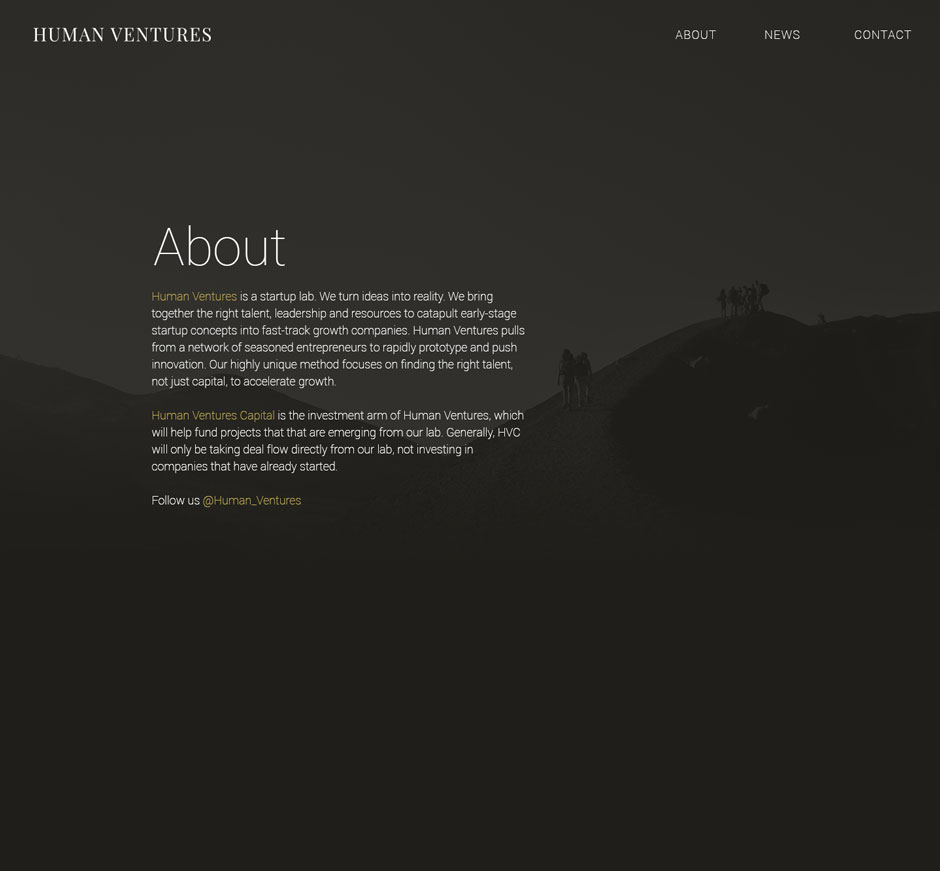 HUMAN VENTURES
ABOUT NEWS CONTACT
About
Human Ventures is a startup lab. We turn ideas into reality. We bring
together the right talent, leadership and resources to catapult early-stage
startup concepts into fast-track growth companies. Human Ventures pulls
from a network of seasoned entrepreneurs to rapidly prototype and push
innovation. Our highly unique method focuses on finding the right talent,
not just capital, to accelerate growth.
Human Ventures Capital is the investment arm of Human Ventures, which
will help fund projects that that are emerging from our lab. Generally, HVC
will only be taking deal flow directly from our lab, not investing in
companies that have already started.
Follow us @Human_Ventures